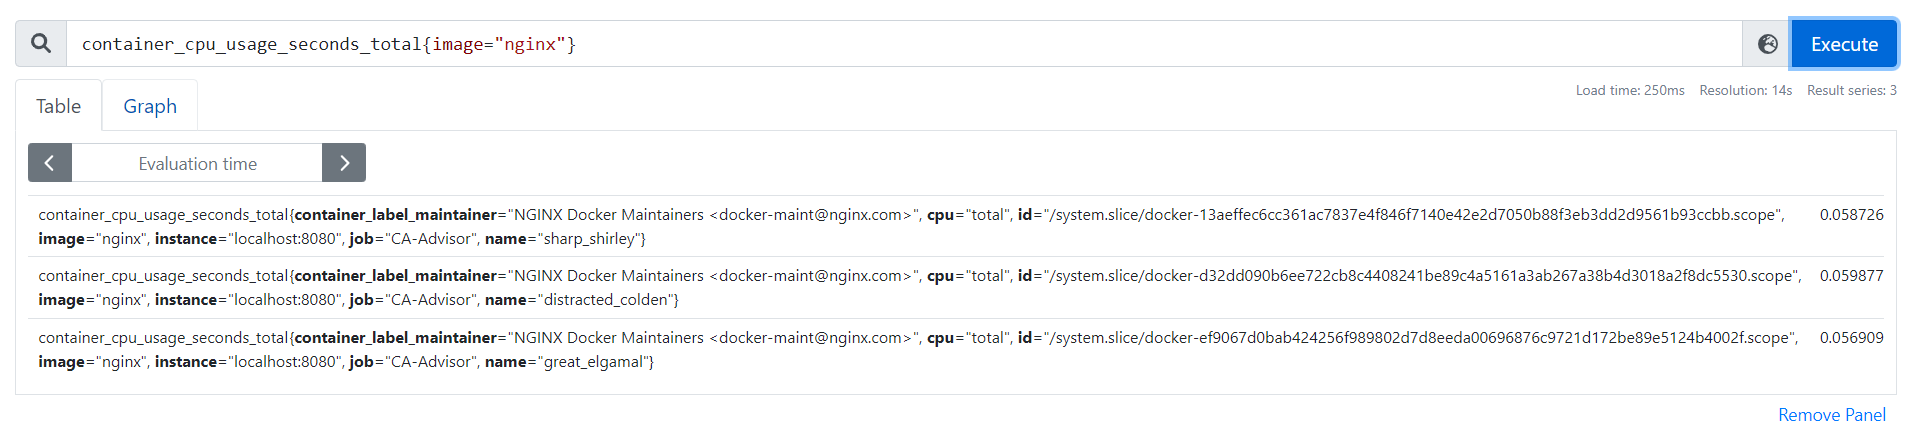 container_cpu_usage_seconds_total{image="nginx"}
Execute
Table
Graph
Load time: 250ms Resolution: 14s Result series: 3
Evaluation time
container_cpu_usage_seconds_total{container_label_maintainer="NGINX Docker Maintainers <docker-maint@nginx.com>", cpu="total", id="/system.slice/docker-13aeffec6cc361ac7837e4f846f7140e42e2d7050b88f3eb3dd2d9561b93ccbb.scope", 0.058726
image="nginx", instance="localhost:8080", job="CA-Advisor", name="sharp_shirley"}
container_cpu_usage_seconds_total{container_label_maintainer="NGINX Docker Maintainers <docker-maint@nginx.com>", cpu="total", id="/system.slice/docker-d32dd090b6ee722cb8c4408241be89c4a5161a3ab267a38b4d3018a2f8dc5530.scope", 0.059877
image="nginx", instance="localhost:8080", job="CA-Advisor", name="distracted_colden"}
container_cpu_usage_seconds_total{container_label_maintainer="NGINX Docker Maintainers <docker-maint@nginx.com>", cpu="total", id="/system.slice/docker-ef9067d0bab424256f989802d7d8eeda00696876c9721d172be89e5124b4002f.scope", 0.056909
image="nginx", instance="localhost:8080", job="CA-Advisor", name="great_elgamal"}
Remove Panel